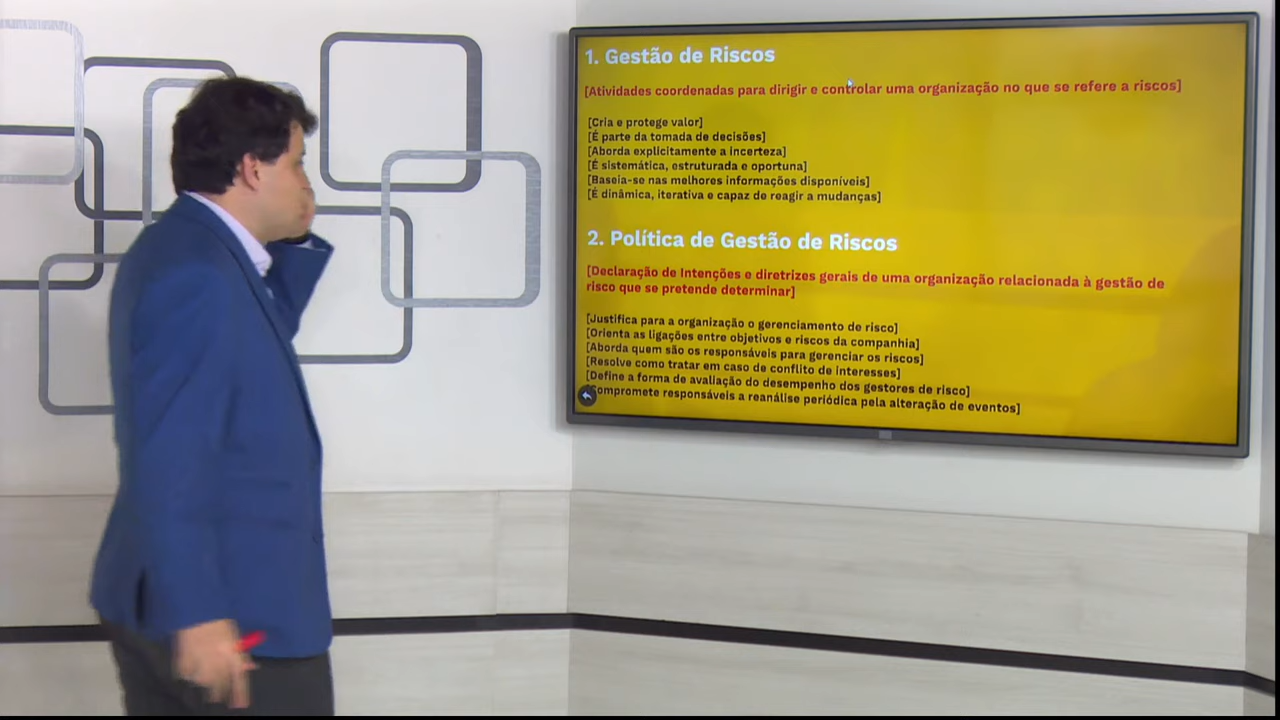 1. Gestão de Riscos
[Atividades coordenadas para dirigir e controlar uma organização no que se refere a riscos]
[Cria e protege valor]
[É parte da tomada de decisões]
[Aborda explicitamente a incerteza]
[É sistemática, estruturada e oportuna]
[Baseia-se nas melhores informações disponíveis]
[É dinâmica, iterativa e capaz de reagir a mudanças]
2. Política de Gestão de Riscos
[Declaração de Intenções e diretrizes gerais de uma organização relacionada à gestão de
risco que se pretende determinar]
[Justifica para a organização o gerenciamento de risco]
[Orienta as ligações entre objetivos e riscos da companhia]
[Aborda quem são os responsáveis para gerenciar os riscos]
[Resolve como tratar em caso de conflito de interesses]
[Define a forma de avaliação do desempenho dos gestores de risco]
ompromete responsáveis a reanálise periódica pela alteração de eventos]